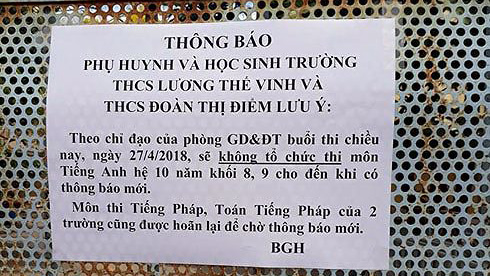 THÔNG BÁO
PHỤ HUYNH VÀ HỌC SINH TRƯỜNG
THCS LƯƠNG THẾ VINH VÀ
THCS ĐOÀN THỊ ĐIỂM LƯU Ý:
Theo chỉ đạo của phòng GD&ĐT buổi thi chiều
nay, ngày 27/4/2018, sẽ không tổ chức thi môn
Tiếng Anh hệ 10 năm khối 8, 9 cho đến khi có
thông báo mới.
Môn thi Tiếng Pháp, Toán Tiếng Pháp của 2
trường cũng được hoãn lại để chờ thông báo mới.
BGH